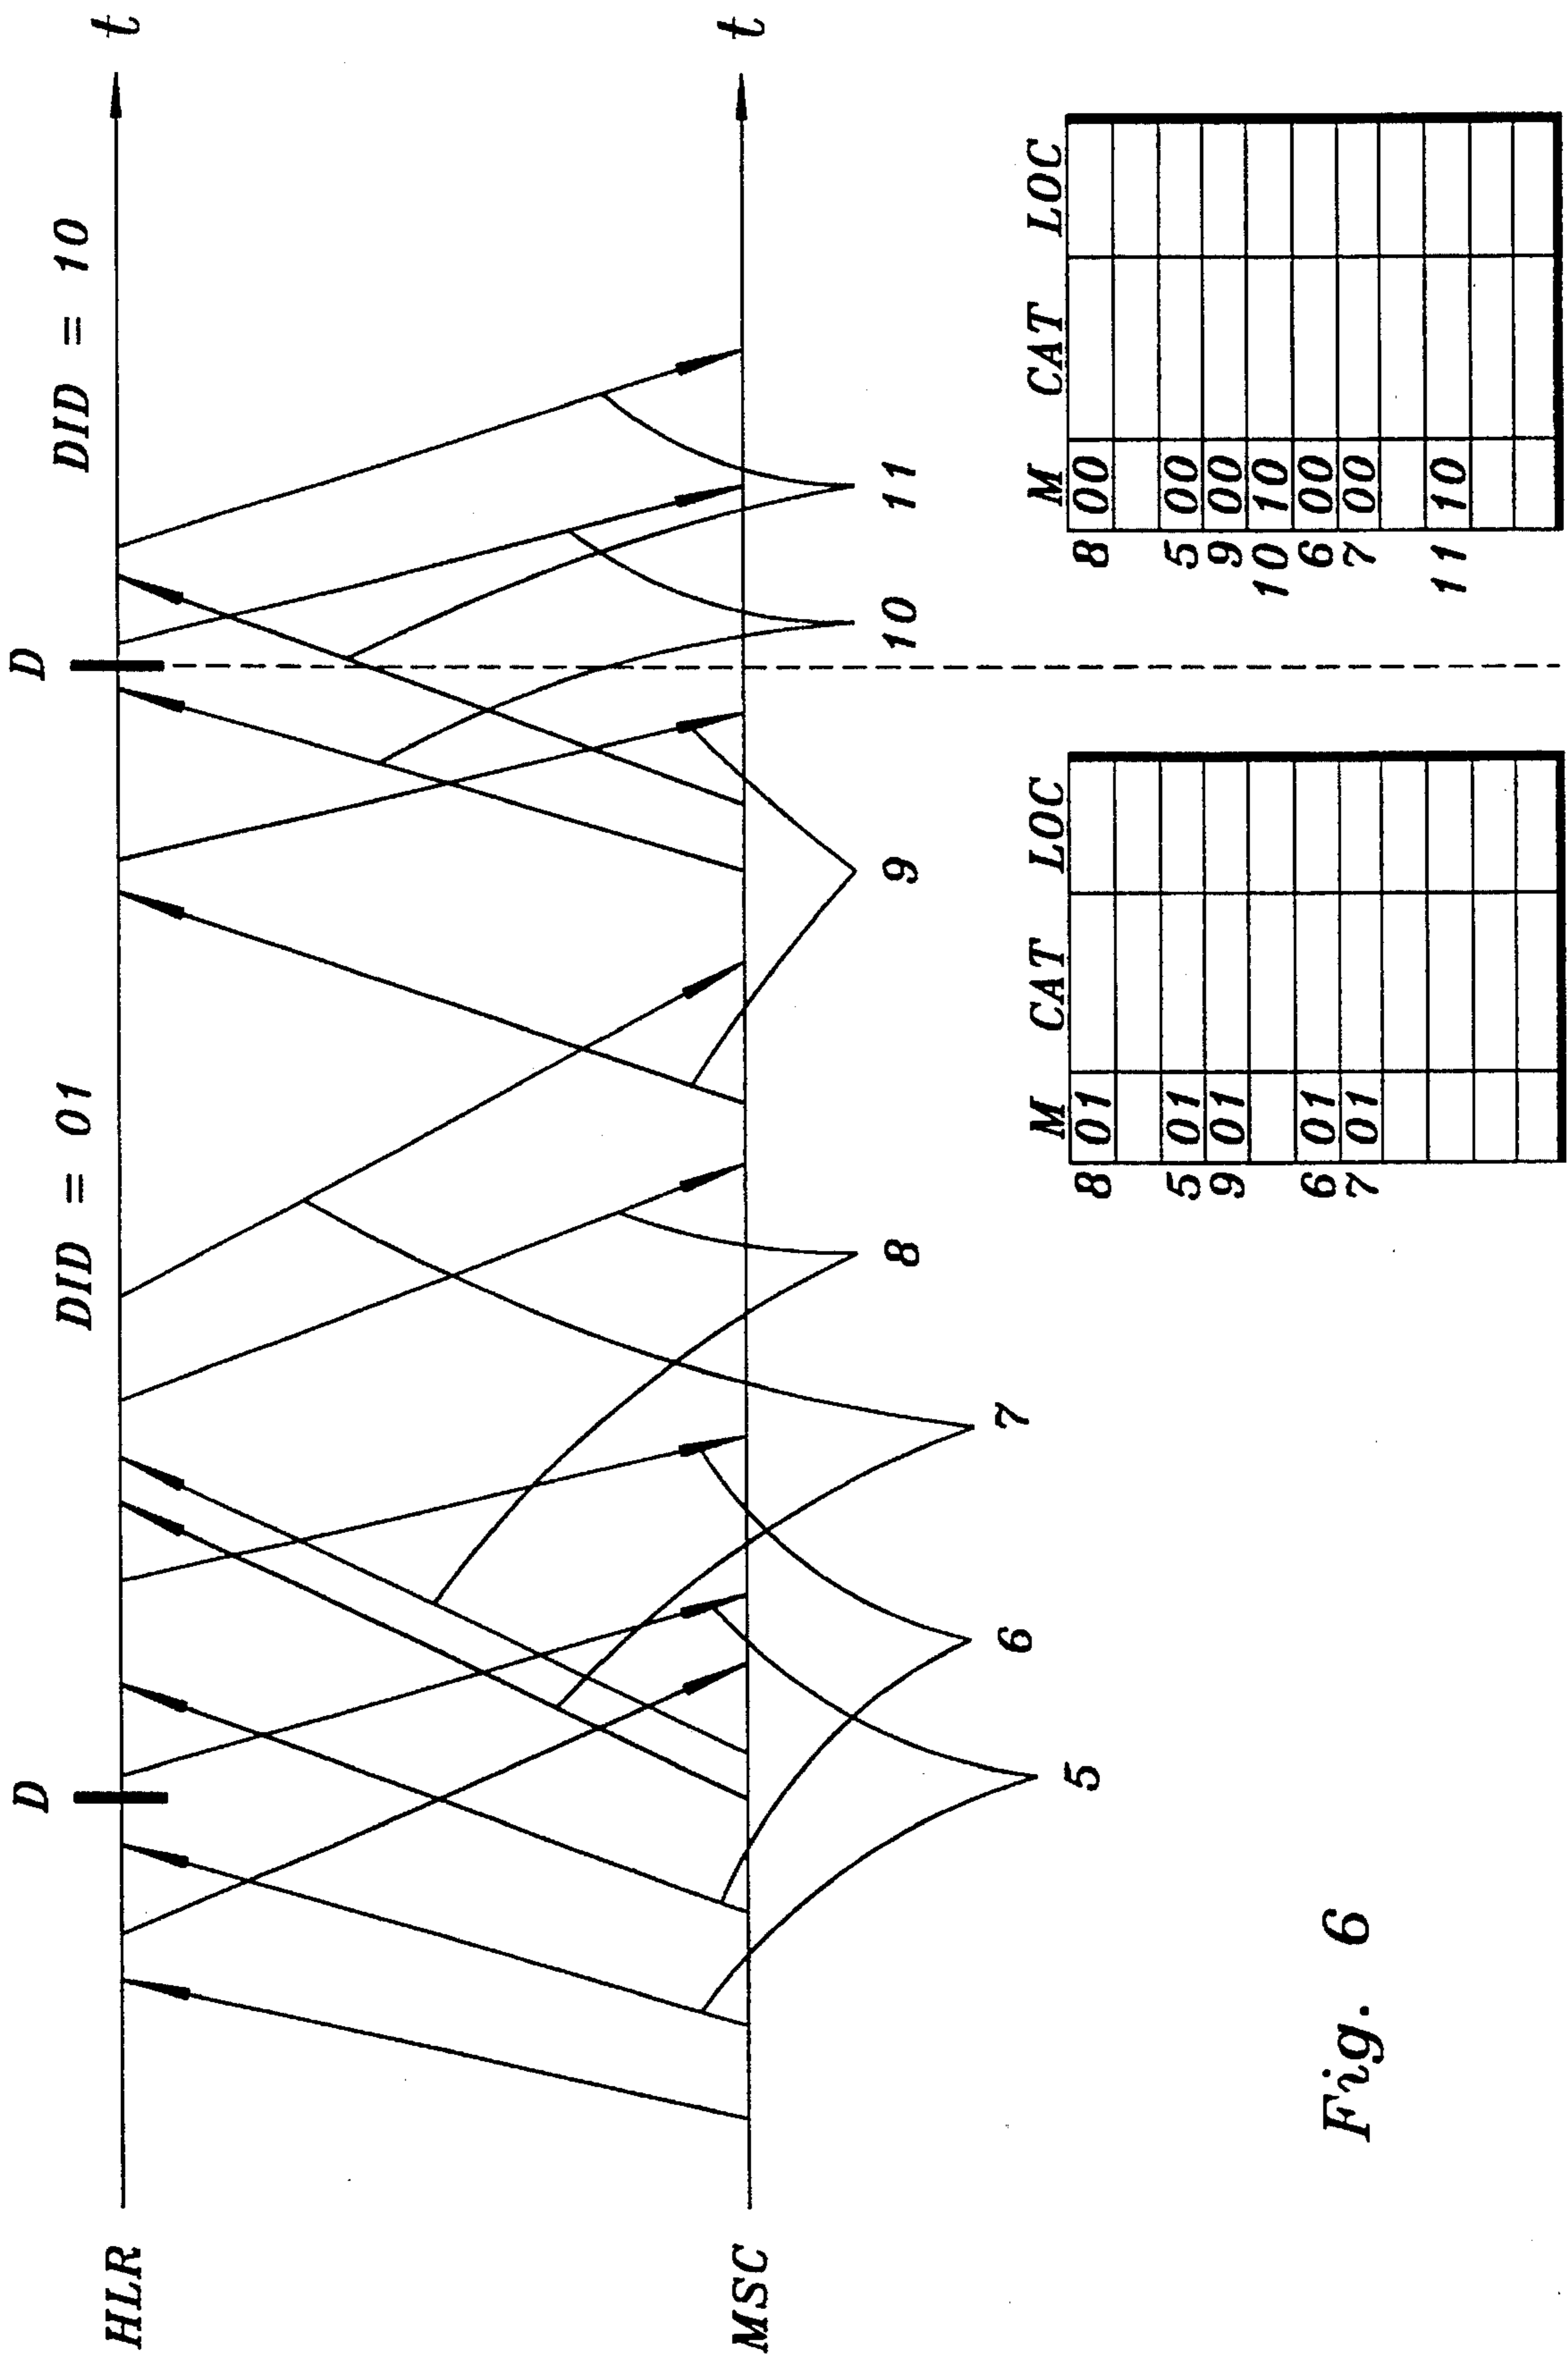 D D
DID = 01 DID = 10
HLR t
MSC t
5 6 7 8 9 10 11
M CAT LOC
8 01
5 01
9 01
6 01
7 01
M CAT LOC
8 00
5 00
9 00
10 10
6 00
7 00
11 10
Fig. 6